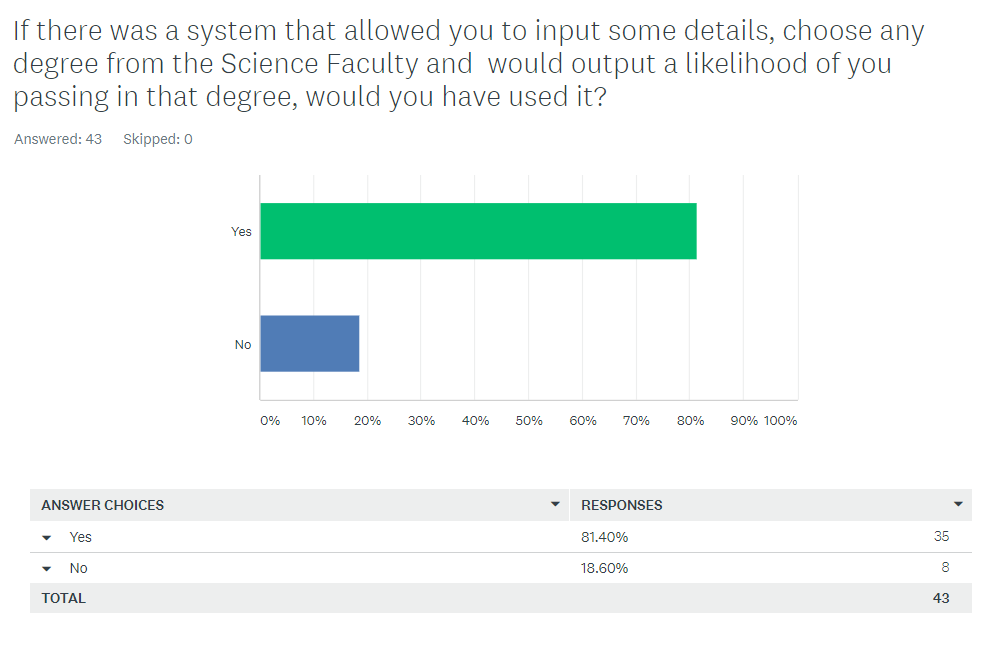 If there was a system that allowed you to input some details, choose any
degree from the Science Faculty and  would output a likelihood of you
passing in that degree, would you have used it?
Answered: 43 Skipped: 0
Yes
No
0% 10% 20% 30% 40% 50% 60% 70% 80% 90% 100%
ANSWER CHOICES RESPONSES
Yes 81.40% 35
No 18.60% 8
TOTAL 43